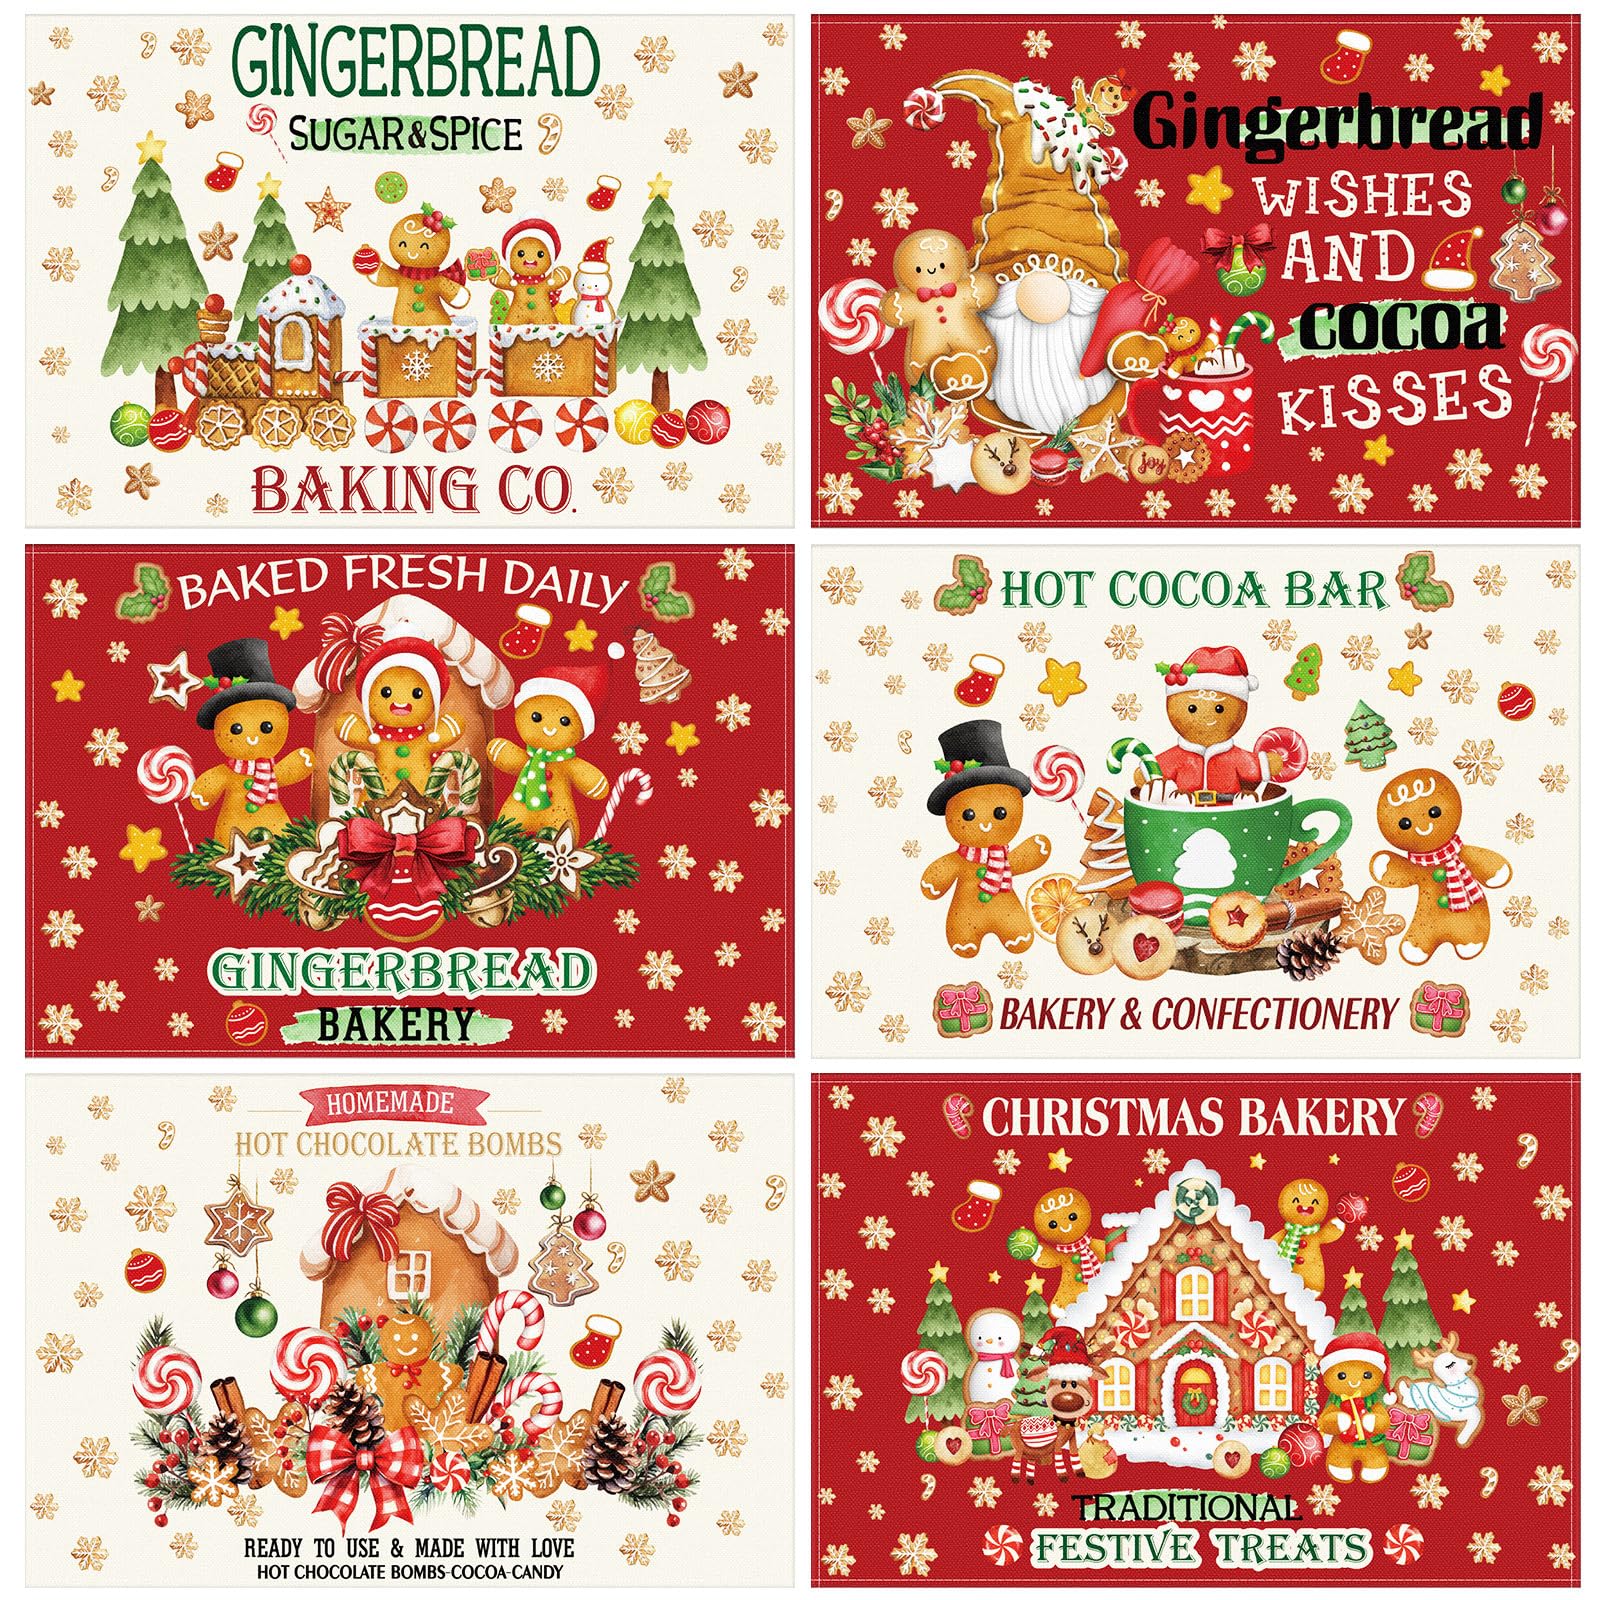 GINGERBREAD
SUGAR&SPICE
BAKING CO.
Gingerbread
WISHES
AND
COCOA
KISSES
joy
BAKED FRESH DAILY
GINGERBREAD
BAKERY
HOT COCOA BAR
BAKERY & CONFECTIONERY
HOMEMADE
HOT CHOCOLATE BOMBS
READY TO USE & MADE WITH LOVE
HOT CHOCOLATE BOMBS-COCOA-CANDY
CHRISTMAS BAKERY
TRADITIONAL
FESTIVE TREATS